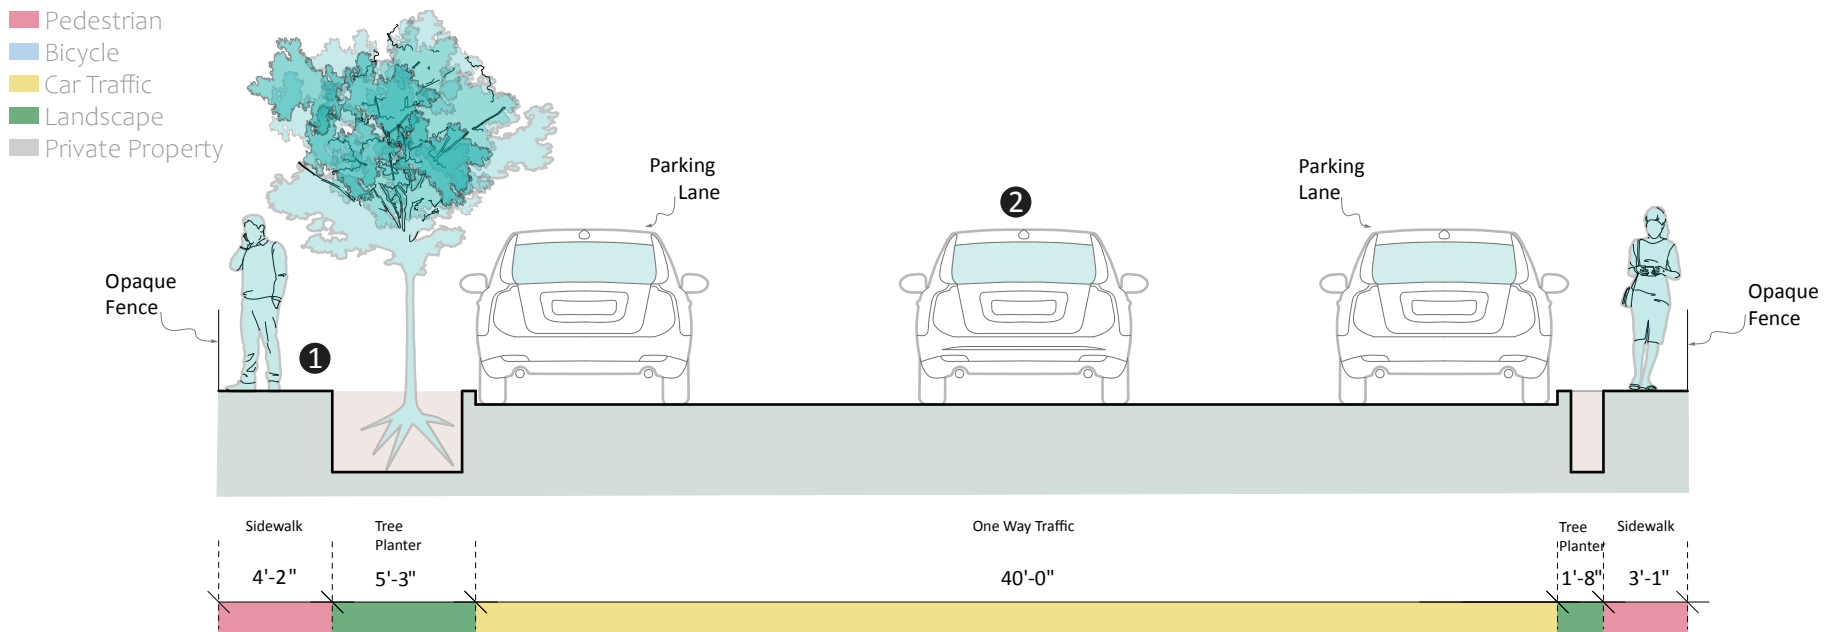 Pedestrian
Bicycle
Car Traffic
Landscape
Private Property
Parking
Lane
2
Parking
Lane
Opaque
Fence
1
Opaque
Fence
Sidewalk
Tree
Planter
One Way Traffic
Tree
Planter
Sidewalk
4'-2"
5'-3"
40'-0"
1'-8"
3'-1"